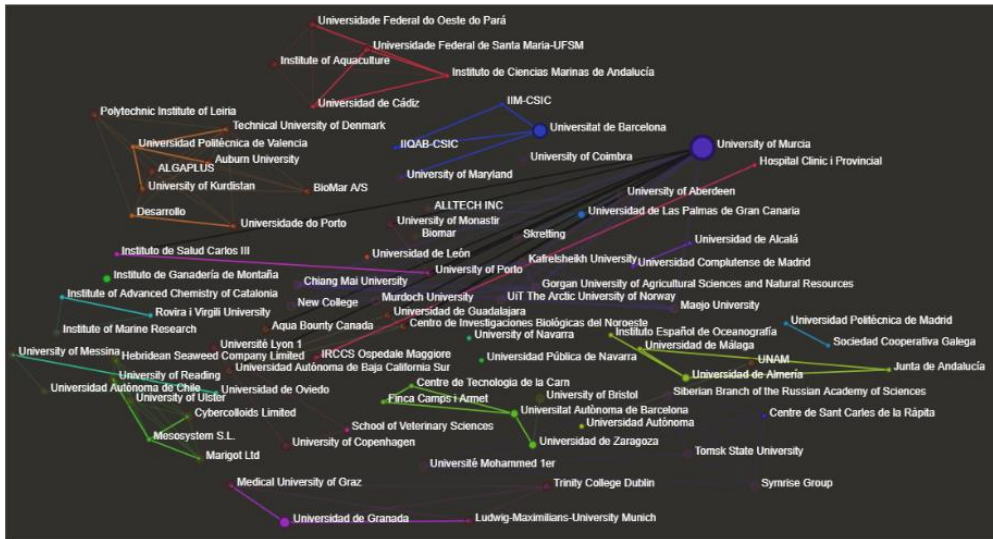 Universidade Federal do Oeste do Pará
Universidade Federal de Santa Maria-UFSM
Institute of Aquaculture
Instituto de Ciencias Marinas de Andalucía
Universidad de Cádiz
IIM-CSIC
Polytechnic Institute of Leiria
Technical University of Denmark
Universitat de Barcelona
Universidad Politécnica de Valencia
IIQAB-CSIC
University of Murcia
Auburn University
University of Coimbra
Hospital Clinic i Provincial
ALGAPLUS
University of Maryland
University of Kurdistan
BioMar A/S
University of Aberdeen
ALLTECH INC
Desarrollo
Universidad de Las Palmas de Gran Canaria
Universidade do Porto
University of Monastir
Biomar
Skretting
Universidad de Alcalá
Instituto de Salud Carlos III
Universidad de León
Kafrelsheikh University
Universidad Complutense de Madrid
University of Porto
Instituto de Ganadería de Montaña
Chiang Mai University
Gorgan University of Agricultural Sciences and Natural Resources
Institute of Advanced Chemistry of Catalonia
New College
Murdoch University
UiT The Arctic University of Norway
Maejo University
Rovira i Virgili University
Universidad de Guadalajara
Universidad Politécnica de Madrid
Institute of Marine Research
Aqua Bounty Canada
Centro de Investigaciones Biológicas del Noroeste
Instituto Español de Oceanografía
University of Navarra
Université Lyon 1
Universidad de Málaga
Sociedad Cooperativa Galega
University of Messina
Hebridean Seaweed Company Limited
IRCCS Ospedale Maggiore
Universidad Pública de Navarra
UNAM
Junta de Andalucía
Universidad Autónoma de Baja California Sur
University of Reading
Universidad de Almería
Universidad Autónoma de Chile
Universidad de Oviedo
Centre de Tecnologia de la Carn
University of Ulster
Finca Camps i Armet
University of Bristol
Siberian Branch of the Russian Academy of Sciences
Cybercolloids Limited
Universitat Autònoma de Barcelona
Centre de Sant Carles de la Ràpita
School of Veterinary Sciences
Universidad Autónoma
Mesosystem S.L.
University of Copenhagen
Universidad de Zaragoza
Marigot Ltd
Université Mohammed 1er
Tomsk State University
Medical University of Graz
Trinity College Dublin
Symrise Group
Universidad de Granada
Ludwig-Maximilians-University Munich